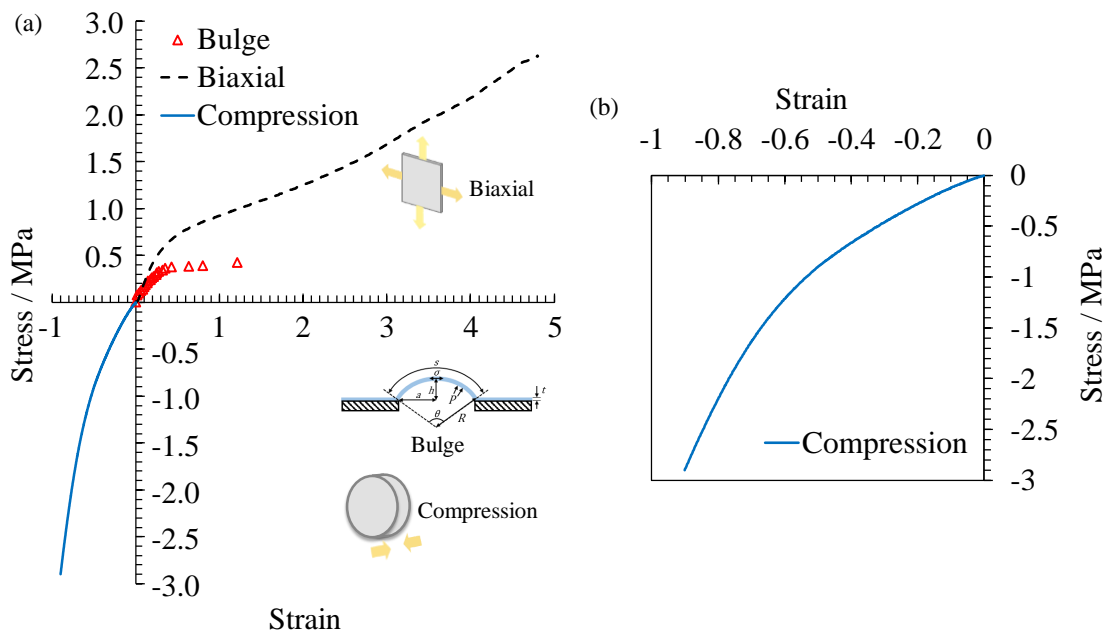 (a)
3.0
2.5
2.0
1.5
1.0
0.5
-0.5
-1.0
-1.5
-2.0
-2.5
-3.0
Bulge
Biaxial
Compression
Biaxial
-1
0
1
2
3
4
5
Stress / MPa
s
σ
h
a
P
t
θ
R
Bulge
Compression
Strain
(b)
Strain
-1
-0.8
-0.6
-0.4
-0.2
0
0
-0.5
-1
-1.5
-2
-2.5
-3
Stress / MPa
Compression